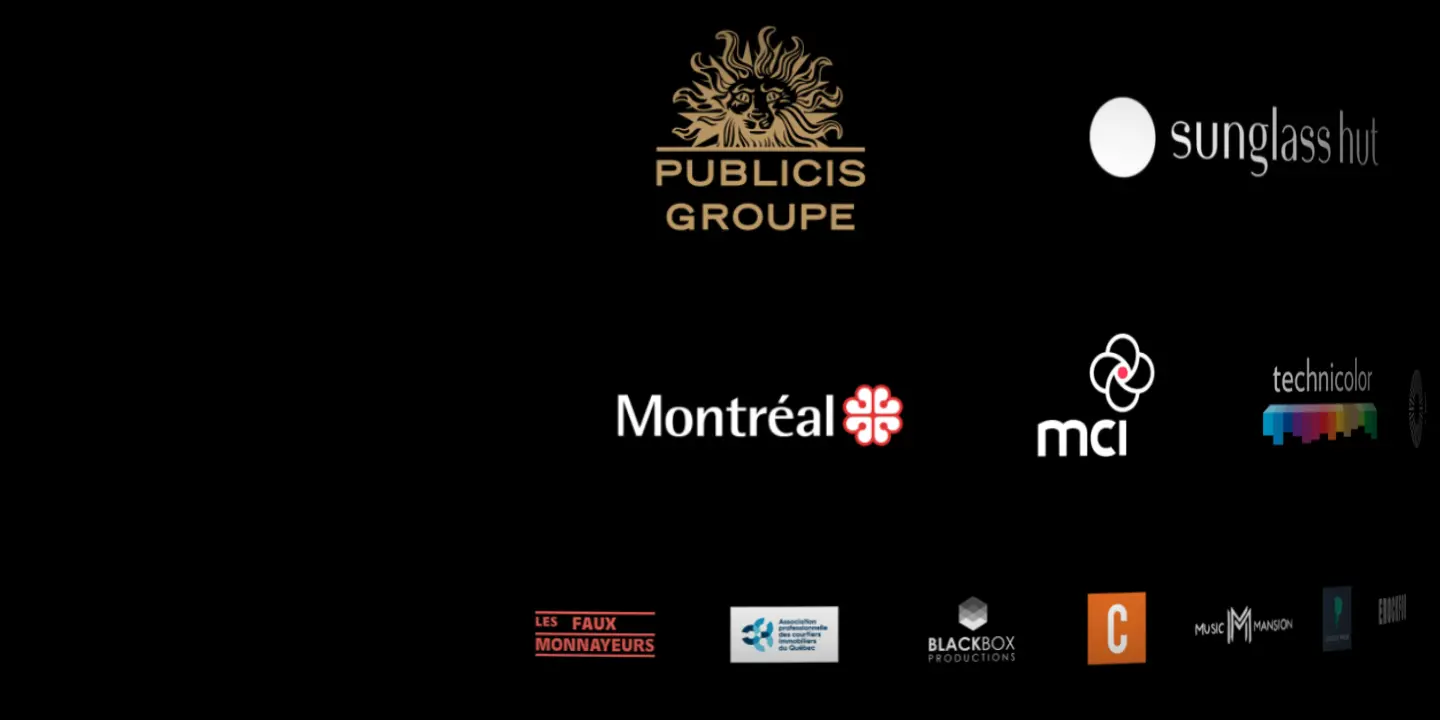 PUBLICIS
GROUPE
sunglass hut
Montréal
mci
technicolor
LES FAUX
MONNAYEURS
Association
professionnelle
des courtiers
immobiliers
du Québec
BLACKBOX
PRODUCTIONS
C
MUSIC M MANSION